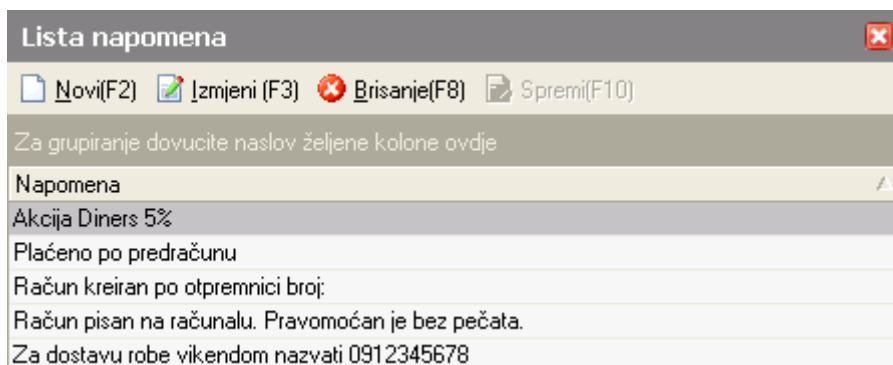 Lista napomena
Novi(F2) Izmjeni (F3) Brisanje(F8) Spremi(F10)
Za grupiranje dovucite naslov željene kolone ovdje
Napomena
Akcija Diners 5%
Plaćeno po predračunu
Račun kreiran po otpremnici broj:
Račun pisan na računalu. Pravomoćan je bez pečata.
Za dostavu robe vikendom nazvati 0912345678